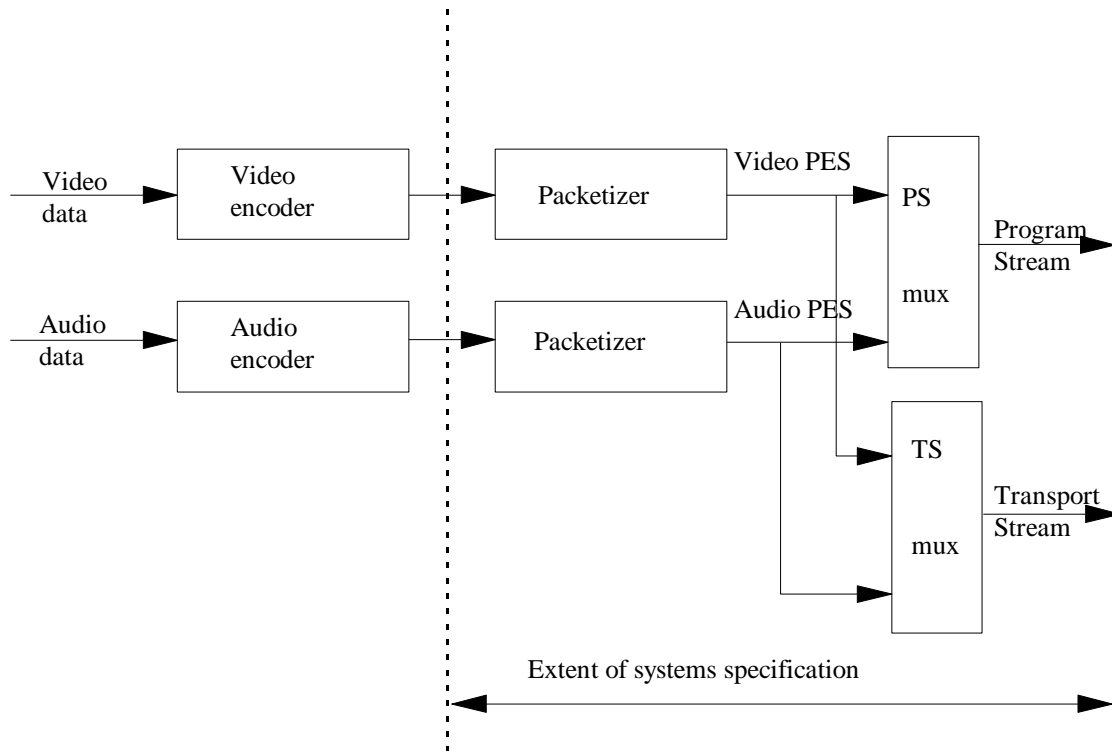 Video
data
Video
encoder
Packetizer
Video PES
PS
mux
Program
Stream
Audio
data
Audio
encoder
Packetizer
Audio PES
TS
mux
Transport
Stream
Extent of systems specification